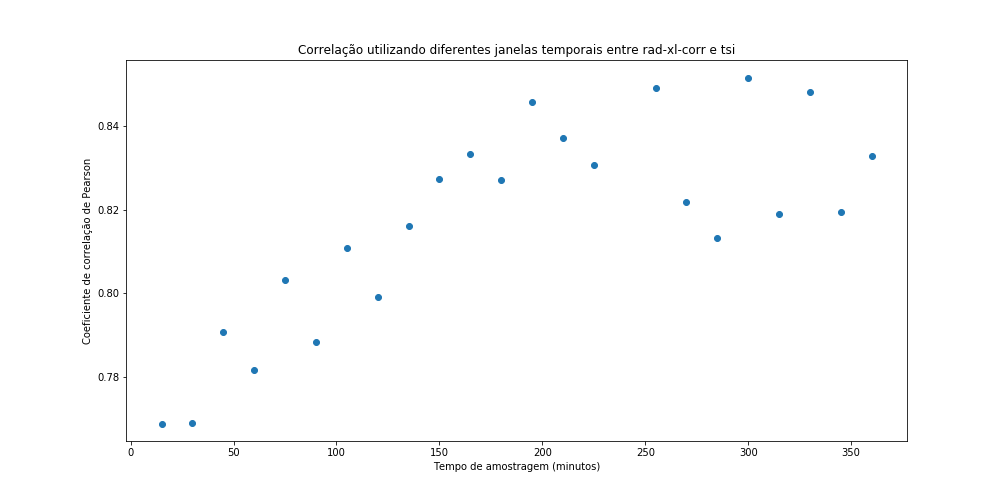 Correlação utilizando diferentes janelas temporais entre rad-xl-corr e tsi
Coeficiente de correlação de Pearson
0.84
0.82
0.80
0.78
0 50 100 150 200 250 300 350
Tempo de amostragem (minutos)